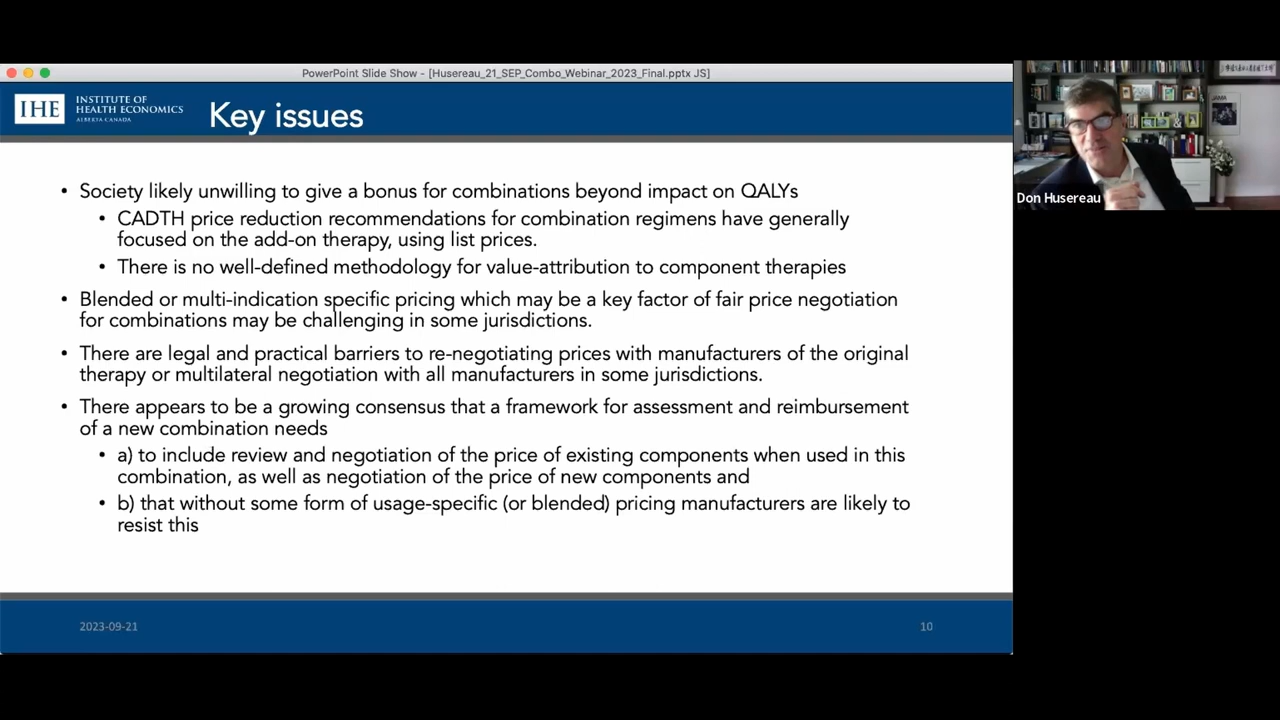 PowerPoint Slide Show - [Husereau_21_SEP_Combo_Webinar_2023_Final.pptx JS]
IHE
INSTITUTE OF
HEALTH ECONOMICS
ALBERTA CANADA
Key issues
• Society likely unwilling to give a bonus for combinations beyond impact on QALYs
• CADTH price reduction recommendations for combination regimens have generally
focused on the add-on therapy, using list prices.
• There is no well-defined methodology for value-attribution to component therapies
• Blended or multi-indication specific pricing which may be a key factor of fair price negotiation
for combinations may be challenging in some jurisdictions.
• There are legal and practical barriers to re-negotiating prices with manufacturers of the original
therapy or multilateral negotiation with all manufacturers in some jurisdictions.
• There appears to be a growing consensus that a framework for assessment and reimbursement
of a new combination needs
• a) to include review and negotiation of the price of existing components when used in this
combination, as well as negotiation of the price of new components and
• b) that without some form of usage-specific (or blended) pricing manufacturers are likely to
resist this
2023-09-21
10
Don Husereau